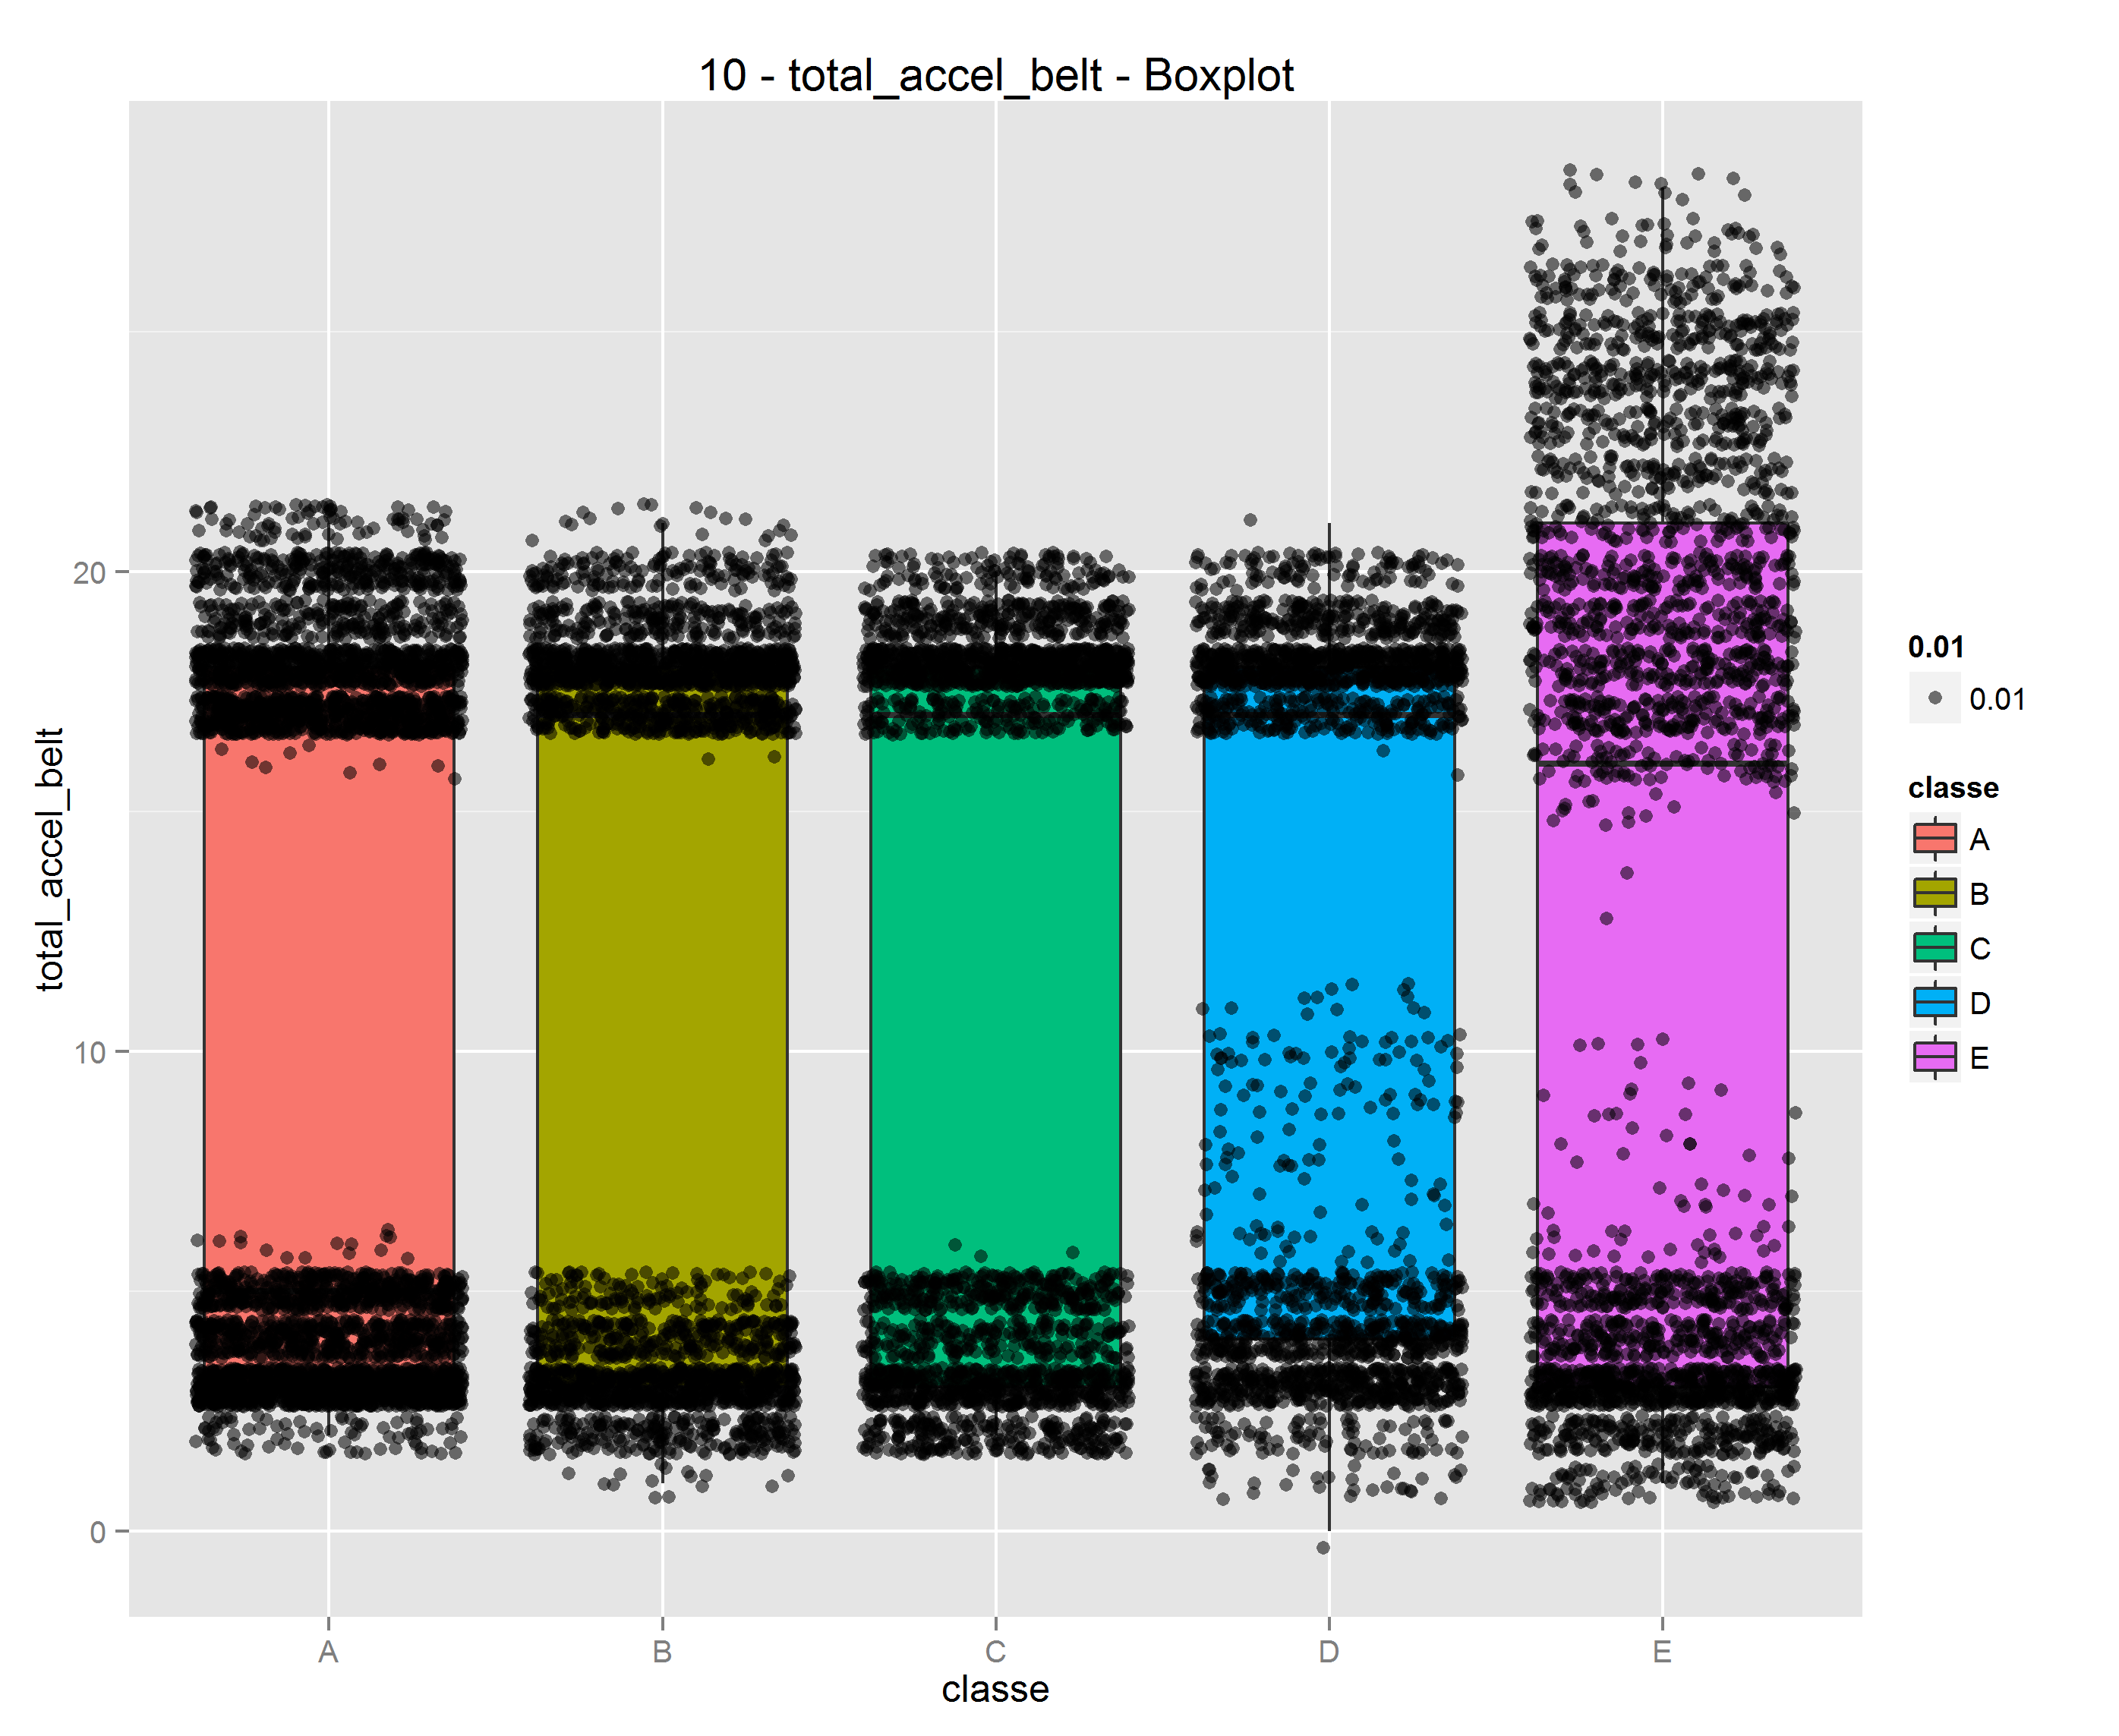 10 - total_accel_belt - Boxplot
total_accel_belt
20
10
0
A B C D E
classe
0.01
0.01
classe
A
B
C
D
E